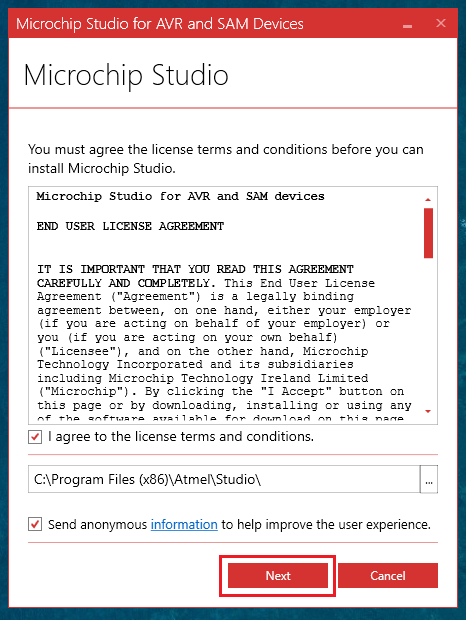 Microchip Studio for AVR and SAM Devices
Microchip Studio
You must agree the license terms and conditions before you can
install Microchip Studio.
Microchip Studio for AVR and SAM devices
END USER LICENSE AGREEMENT
IT IS IMPORTANT THAT YOU READ THIS AGREEMENT
CAREFULLY AND COMPLETELY. This End User License
Agreement ("Agreement") is a legally binding
agreement between, on one hand, either your employer
(if you are acting on behalf of your employer) or
you (if you are acting on your own behalf)
("Licensee"), and on the other hand, Microchip
Technology Incorporated and its subsidiaries
including Microchip Technology Ireland Limited
("Microchip"). By clicking the "I Accept" button on
this page or by downloading, installing or using any
of the software available for download on this page
I agree to the license terms and conditions.
C:\Program Files (x86)\Atmel\Studio\
...
Send anonymous information to help improve the user experience.
Next
Cancel